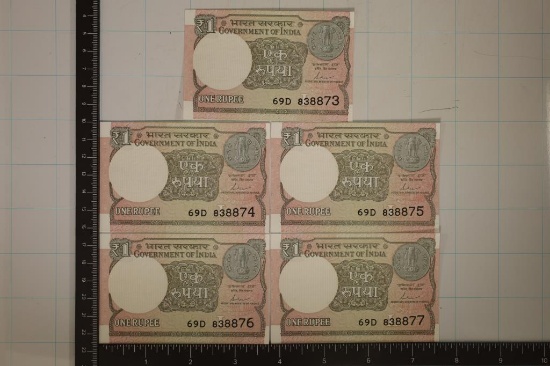 ₹1 भारत सरकार
GOVERNMENT OF INDIA
एक
रुपया
ONE RUPEE 69D 838873
₹1 भारत सरकार
GOVERNMENT OF INDIA
एक
रुपया
ONE RUPEE 69D 838874
₹1 भारत सरकार
GOVERNMENT OF INDIA
एक
रुपया
ONE RUPEE 69D 838875
₹1 भारत सरकार
GOVERNMENT OF INDIA
एक
रुपया
ONE RUPEE 69D 838876
₹1 भारत सरकार
GOVERNMENT OF INDIA
एक
रुपया
ONE RUPEE 69D 838877
1 2 3 4 5 6 7 8 9 10